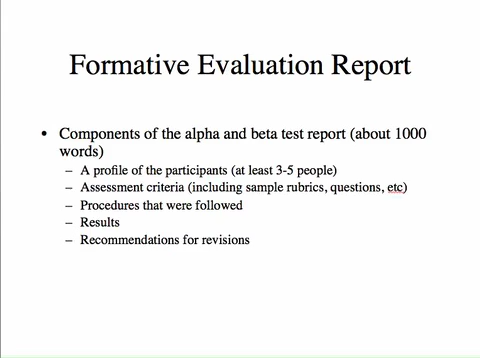 Formative Evaluation Report
• Components of the alpha and beta test report (about 1000
words)
– A profile of the participants (at least 3-5 people)
– Assessment criteria (including sample rubrics, questions, etc)
– Procedures that were followed
– Results
– Recommendations for revisions